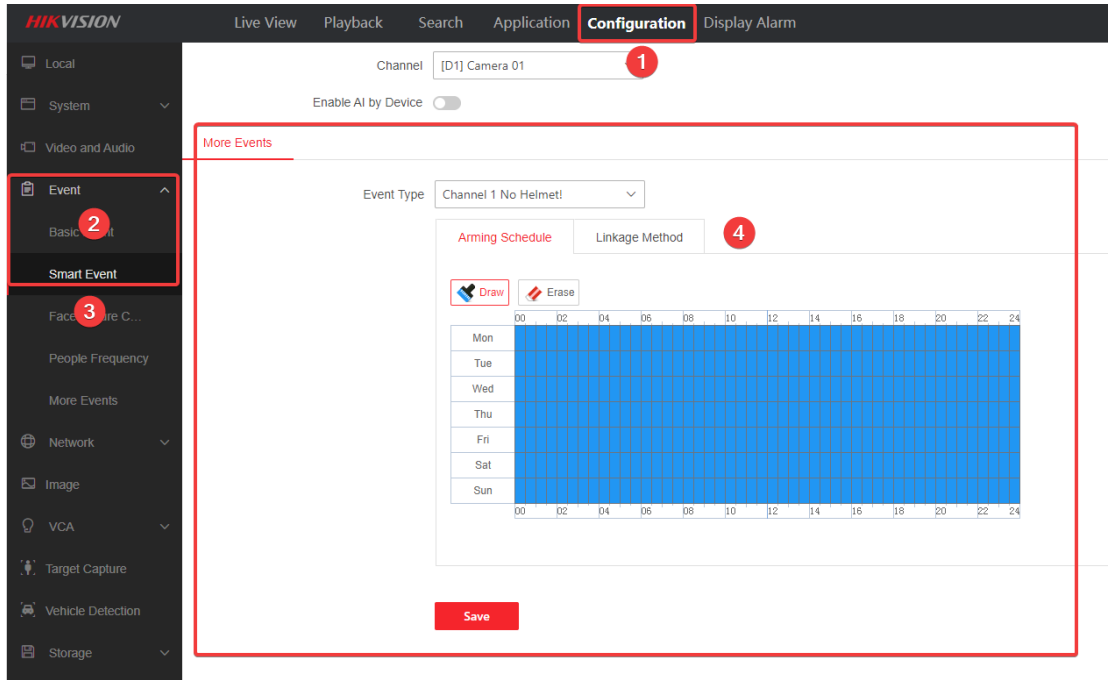 HIKVISION Live View Playback Search Application Configuration Display Alarm
Local
System
Video and Audio
Event
Basic
2
Smart Event
3
People Frequency
More Events
Network
Image
VCA
Target Capture
Vehicle Detection
Storage
Channel [D1] Camera 01 1
Enable AI by Device
More Events
Event Type Channel 1 No Helmet!
Arming Schedule Linkage Method 4
Draw Erase
00 02 04 06 08 10 12 14 16 18 20 22 24
Mon
Tue
Wed
Thu
Fri
Sat
Sun
00 02 04 06 08 10 12 14 16 18 20 22 24
Save